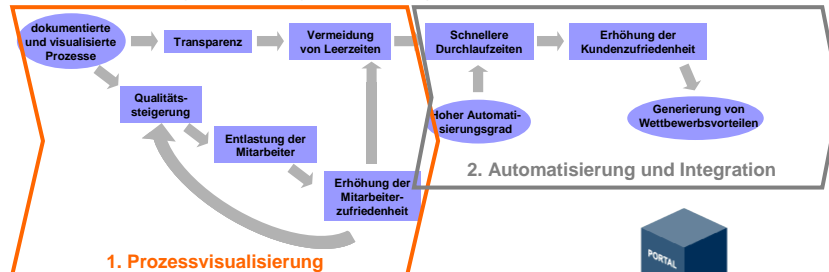 dokumentierte
und visualisierte
Prozesse
Transparenz
Vermeidung
von Leerzeiten
Schnellere
Durchlaufzeiten
Erhöhung der
Kundenzufriedenheit
Qualitäts-
steigerung
Hoher Automati-
sierungsgrad
Generierung von
Wettbewerbsvorteilen
Entlastung der
Mitarbeiter
2. Automatisierung und Integration
Erhöhung der
Mitarbeiter-
zufriedenheit
1. Prozessvisualisierung
PORTAL